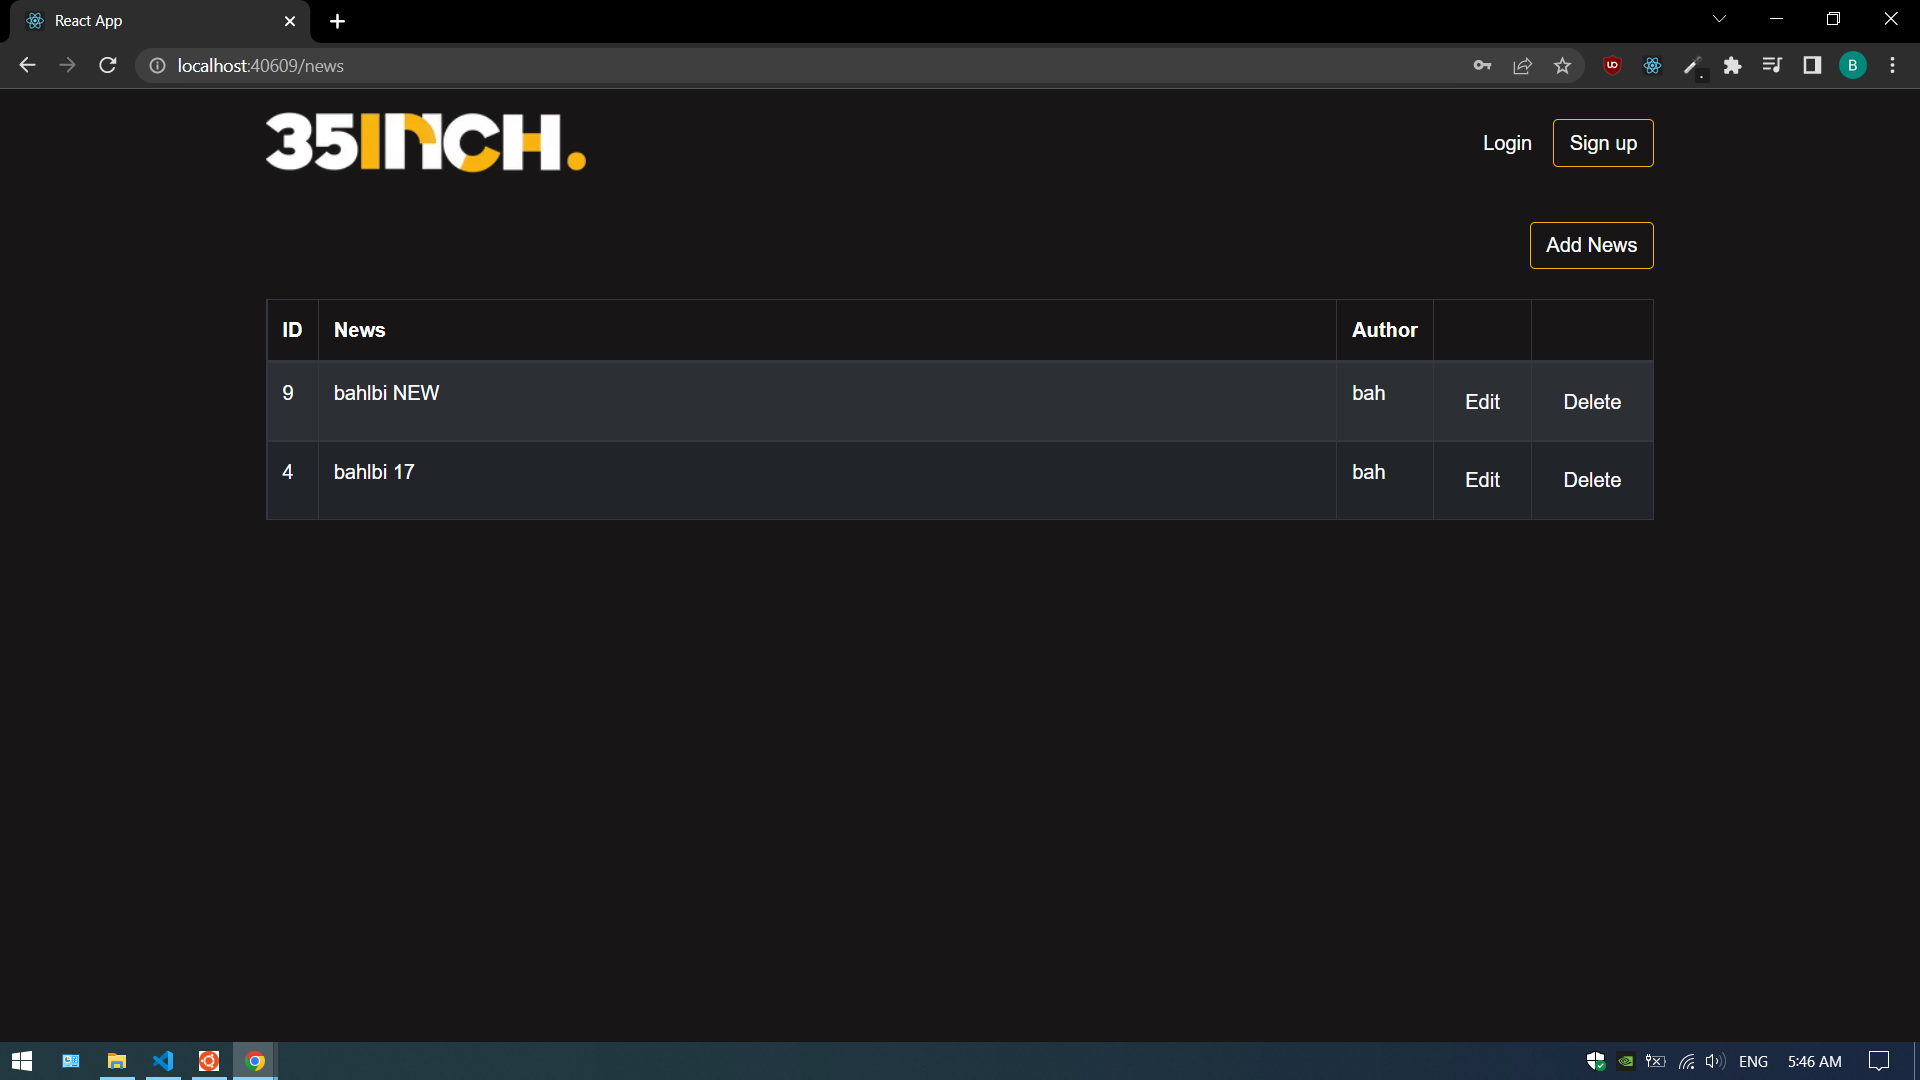 React App
localhost:40609/news
B
35INCH.
Login Sign up
Add News
ID News Author
9 bahlbi NEW bah Edit Delete
4 bahlbi 17 bah Edit Delete
ENG 5:46 AM